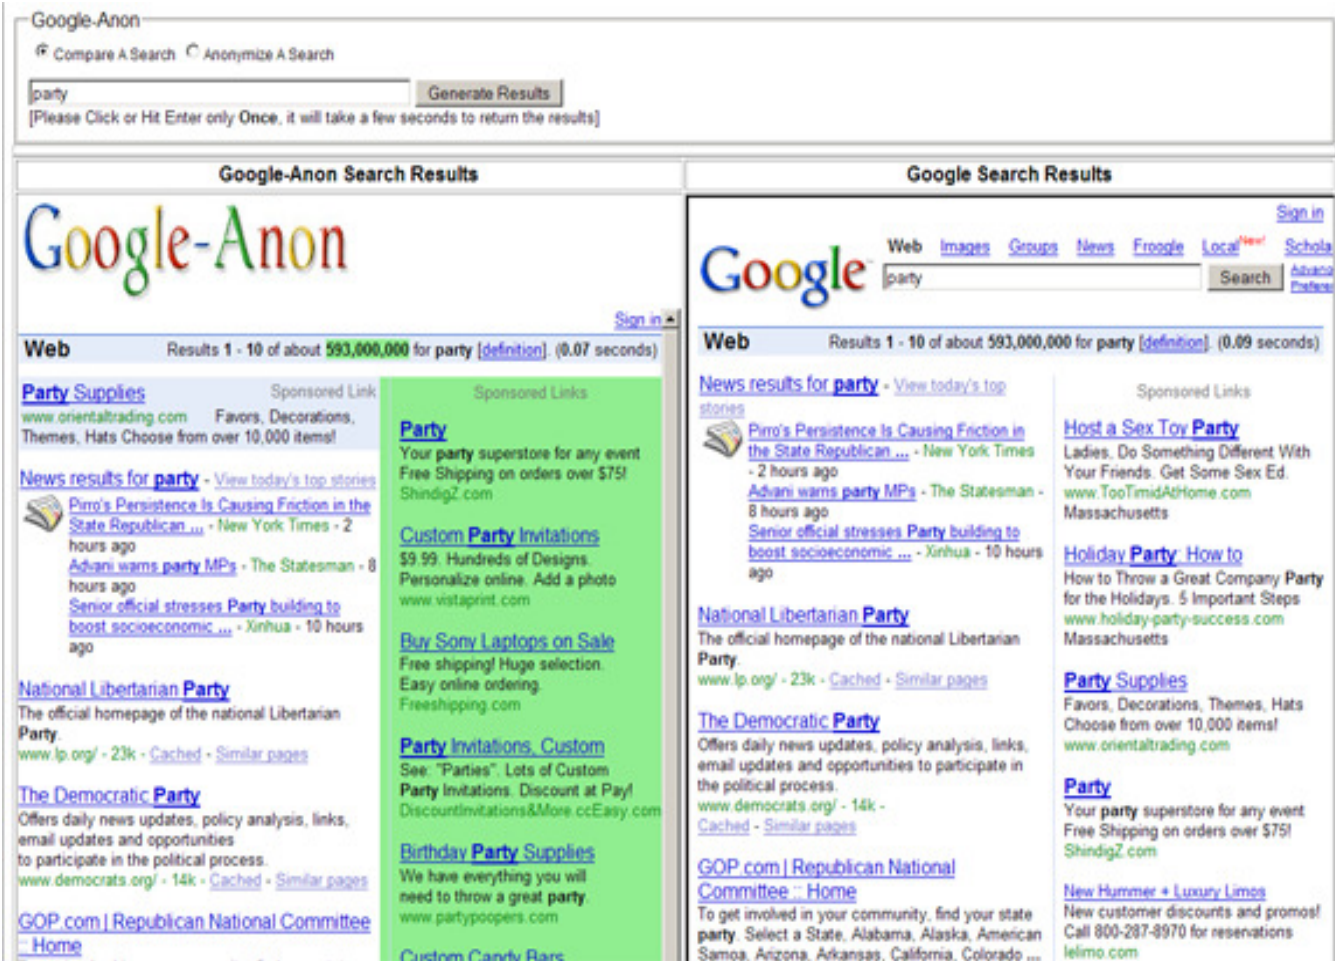 Google-Anon
Compare A Search Anonymize A Search
party Generate Results
[Please Click or Hit Enter only Once, it will take a few seconds to return the results]
Google-Anon Search Results
Google-Anon
Sign in
Web Results 1 - 10 of about 593,000,000 for party [definition]. (0.07 seconds)
Party Supplies Sponsored Link
www.orientaltrading.com Favors, Decorations,
Themes, Hats Choose from over 10,000 items!
News results for party - View today's top stories
Pirro's Persistence Is Causing Friction in the
State Republican ... - New York Times - 2
hours ago
Advani warns party MPs - The Statesman - 8
hours ago
Senior official stresses Party building to
boost socioeconomic ... - Xinhua - 10 hours
ago
National Libertarian Party
The official homepage of the national Libertarian
Party.
www.lp.org/ - 23k - Cached - Similar pages
The Democratic Party
Offers daily news updates, policy analysis, links,
email updates and opportunities
to participate in the political process.
www.democrats.org/ - 14k - Cached - Similar pages
GOP.com | Republican National Committee
:: Home
Sponsored Links
Party
Your party superstore for any event
Free Shipping on orders over $75!
ShindigZ.com
Custom Party Invitations
$9.99. Hundreds of Designs.
Personalize online. Add a photo
www.vistaprint.com
Buy Sony Laptops on Sale
Free shipping! Huge selection.
Easy online ordering.
Freeshipping.com
Party Invitations, Custom
See: "Parties". Lots of Custom
Party Invitations. Discount at Pay!
DiscountInvitations&More.ccEasy.com
Birthday Party Supplies
We have everything you will
need to throw a great party.
www.partypoopers.com
Custom Candy Bars
Google Search Results
Sign in
Google
Web Images Groups News Froogle Local New! Schola
party Search
Web Results 1 - 10 of about 593,000,000 for party [definition]. (0.09 seconds)
News results for party - View today's top
stories
Pirro's Persistence Is Causing Friction in
the State Republican ... - New York Times
- 2 hours ago
Advani warns party MPs - The Statesman -
8 hours ago
Senior official stresses Party building to
boost socioeconomic ... - Xinhua - 10 hours
ago
National Libertarian Party
The official homepage of the national Libertarian
Party.
www.lp.org/ - 23k - Cached - Similar pages
The Democratic Party
Offers daily news updates, policy analysis, links,
email updates and opportunities to participate in
the political process.
www.democrats.org/ - 14k -
Cached - Similar pages
GOP.com | Republican National
Committee :: Home
To get involved in your community, find your state
party. Select a State, Alabama, Alaska, American
Samoa, Arizona, Arkansas, California, Colorado ...
Sponsored Links
Host a Sex Toy Party
Ladies, Do Something Different With
Your Friends. Get Some Sex Ed.
www.TooTimidAtHome.com
Massachusetts
Holiday Party: How to
How to Throw a Great Company Party
for the Holidays. 5 Important Steps
www.holiday-party-success.com
Massachusetts
Party Supplies
Favors, Decorations, Themes, Hats
Choose from over 10,000 items!
www.orientaltrading.com
Party
Your party superstore for any event
Free Shipping on orders over $75!
ShindigZ.com
New Hummer + Luxury Limos
New customer discounts and promos!
Call 800-287-8970 for reservations
lelimo.com